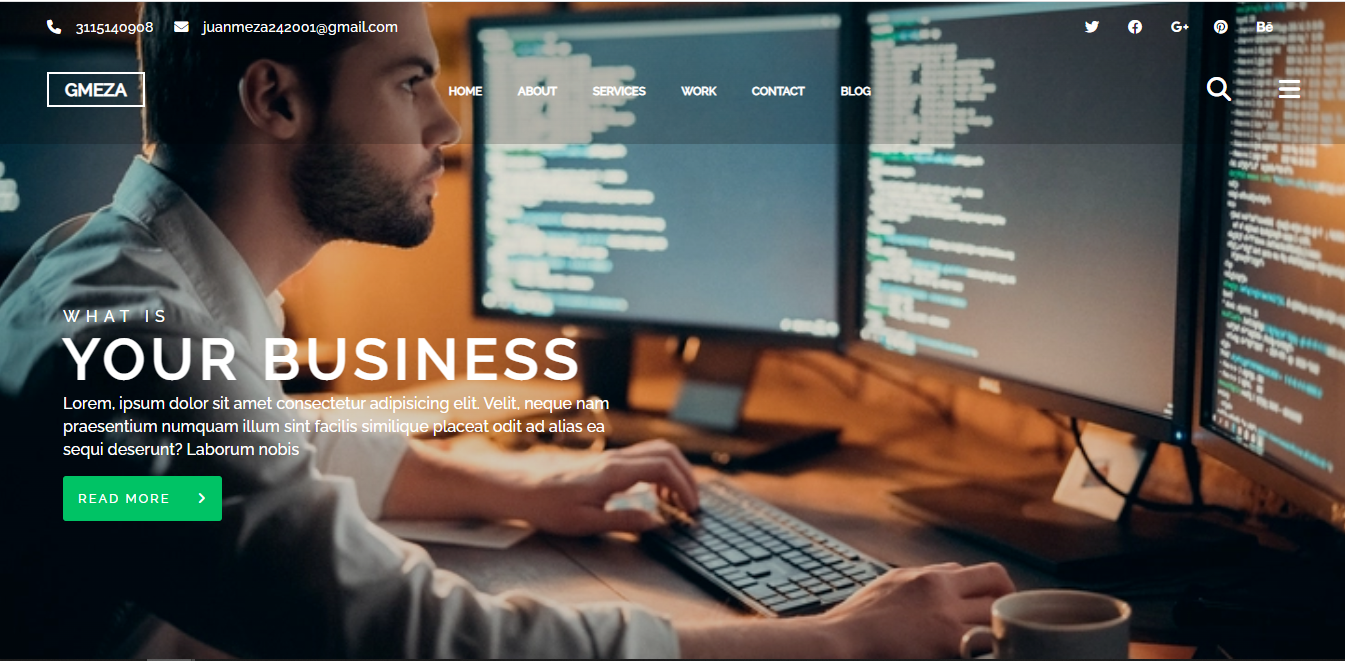 3115140908 juanmeza242001@gmail.com Bē
GMEZA HOME ABOUT SERVICES WORK CONTACT BLOG
WHAT IS
YOUR BUSINESS
Lorem, ipsum dolor sit amet consectetur adipisicing elit. Velit, neque nam
praesentium numquam illum sint facilis similique placeat odit ad alias ea
sequi deserunt? Laborum nobis
READ MORE
DELL